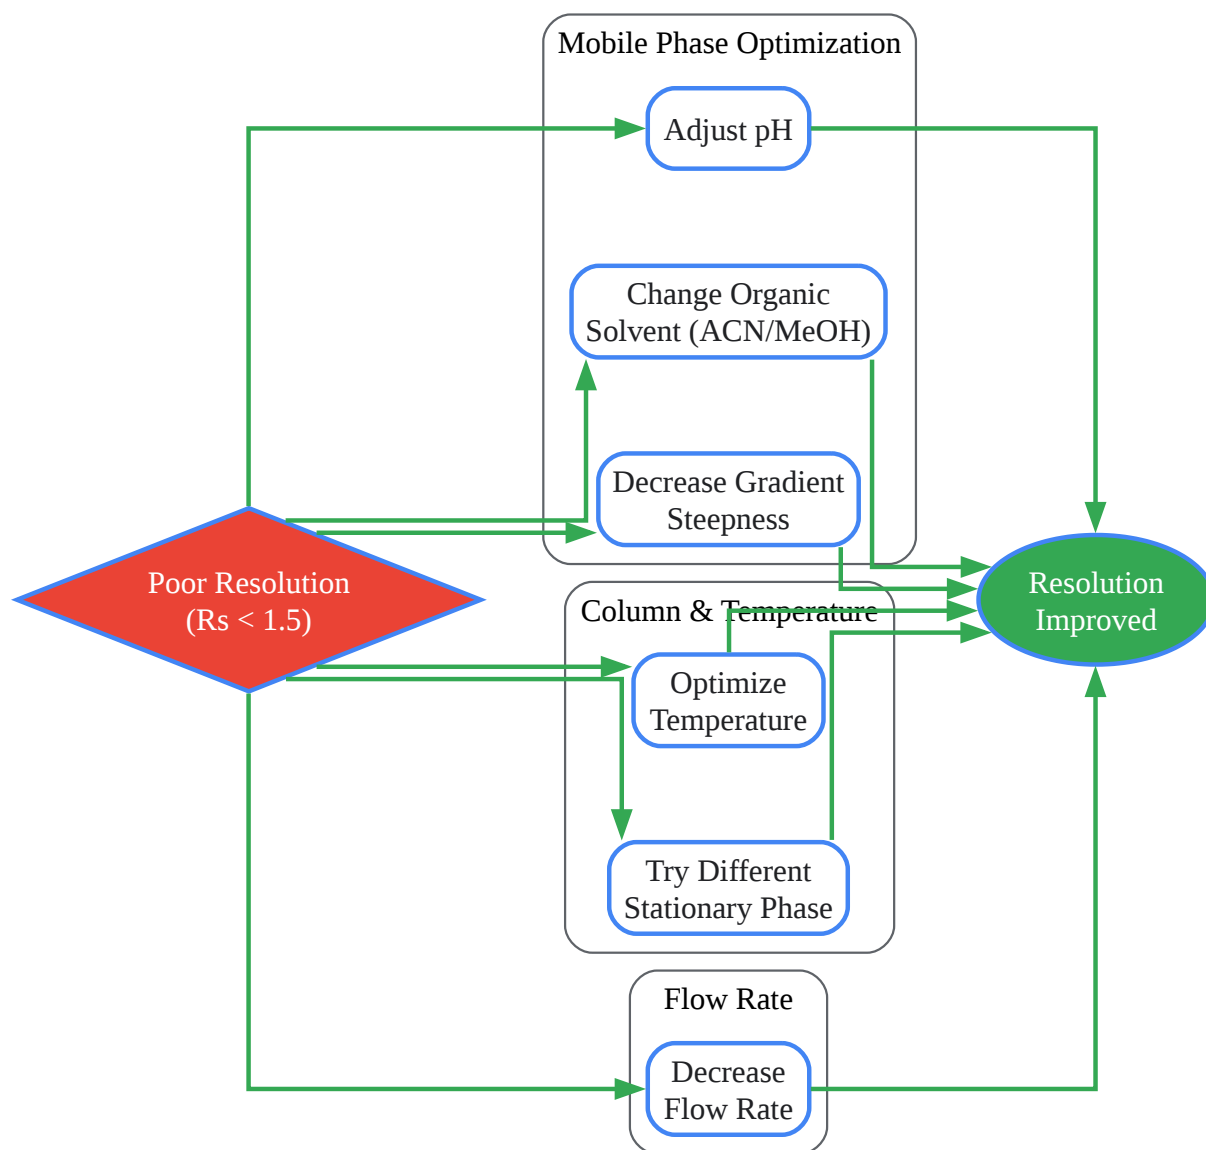 Mobile Phase Optimization
Adjust pH
Change Organic
Solvent (ACN/MeOH)
Decrease Gradient
Steepness
Poor Resolution
(Rs < 1.5)
Resolution
Improved
Column & Temperature
Optimize
Temperature
Try Different
Stationary Phase
Flow Rate
Decrease
Flow Rate